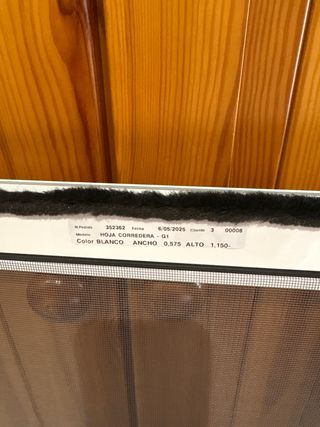 N.Pedido 352362 Fecha 6/05/2025 Cliente 3 00008
Modelo HOJA CORREDERA - G1
Color BLANCO ANCHO 0,575 ALTO 1,150-